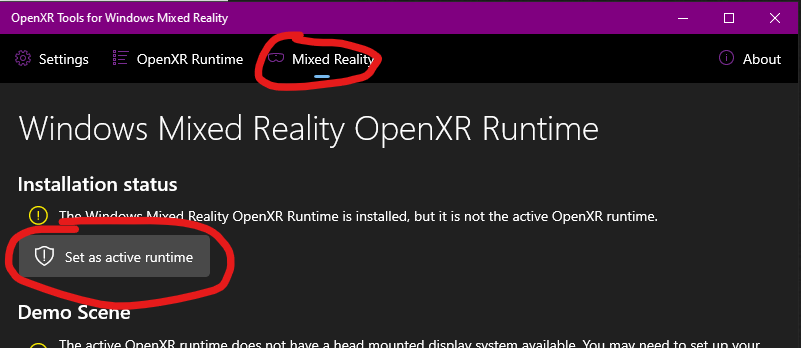 OpenXR Tools for Windows Mixed Reality
Settings OpenXR Runtime Mixed Reality About
Windows Mixed Reality OpenXR Runtime
Installation status
The Windows Mixed Reality OpenXR Runtime is installed, but it is not the active OpenXR runtime.
Set as active runtime
Demo Scene
The active OpenXR runtime does not have a head mounted display system available. You may need to set up your